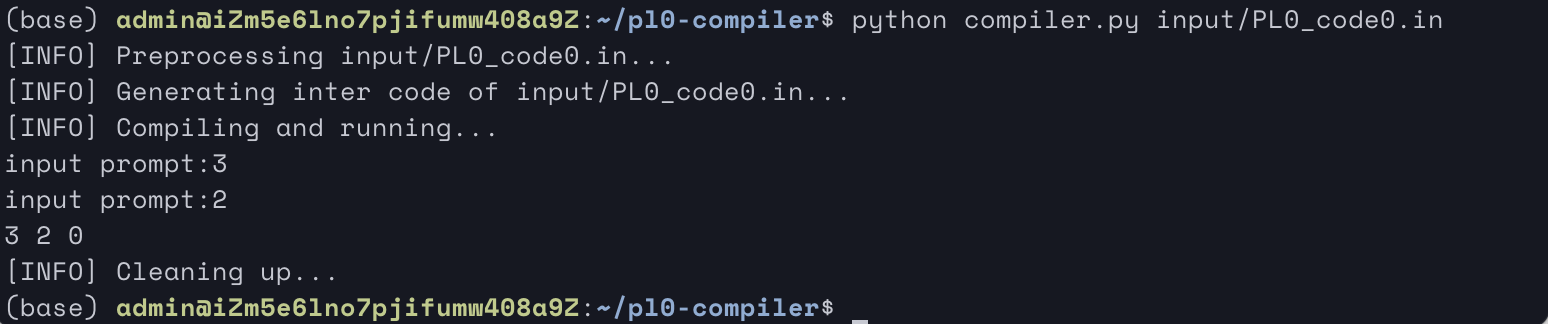 (base) admin@iZm5e6lno7pjifumw408a9Z:~/pl0-compiler$ python compiler.py input/PL0_code0.in
[INFO] Preprocessing input/PL0_code0.in...
[INFO] Generating inter code of input/PL0_code0.in...
[INFO] Compiling and running...
input prompt:3
input prompt:2
3 2 0
[INFO] Cleaning up...
(base) admin@iZm5e6lno7pjifumw408a9Z:~/pl0-compiler$